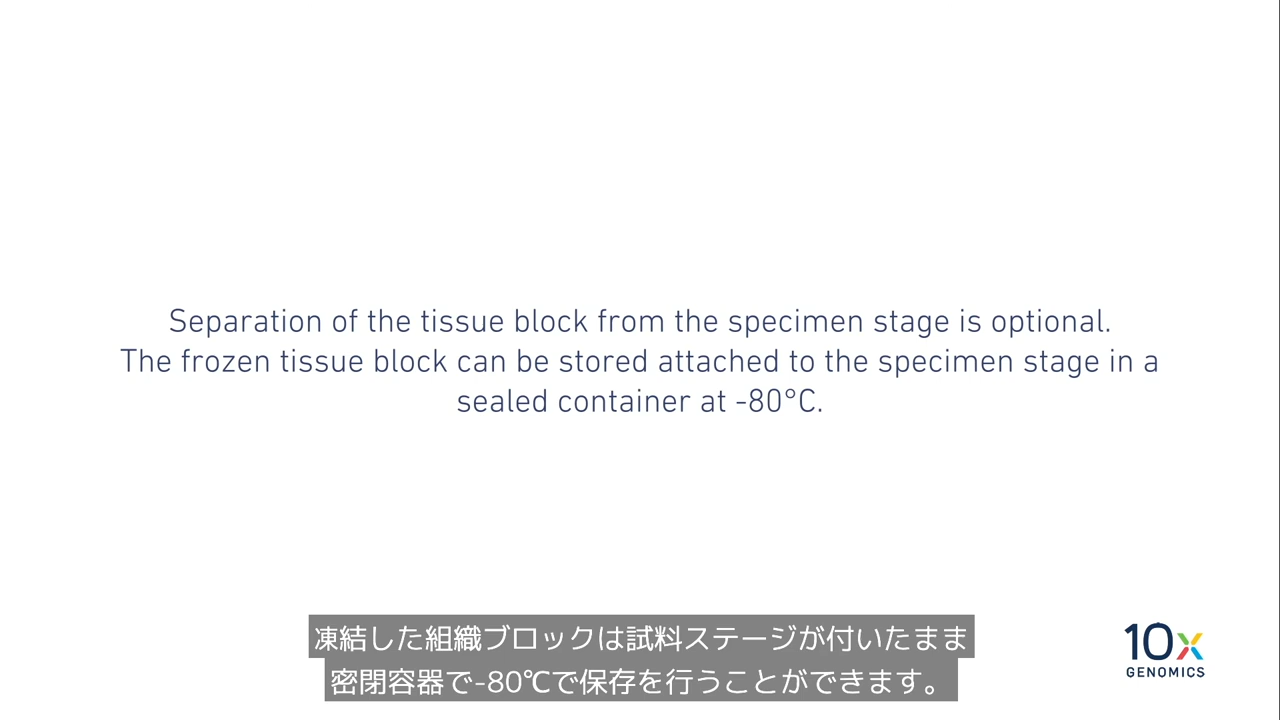 Separation of the tissue block from the specimen stage is optional.
The frozen tissue block can be stored attached to the specimen stage in a
sealed container at -80°C.
凍結した組織ブロックは試料ステージが付いたまま
密閉容器で-80℃で保存を行うことができます。
10x
GENOMICS